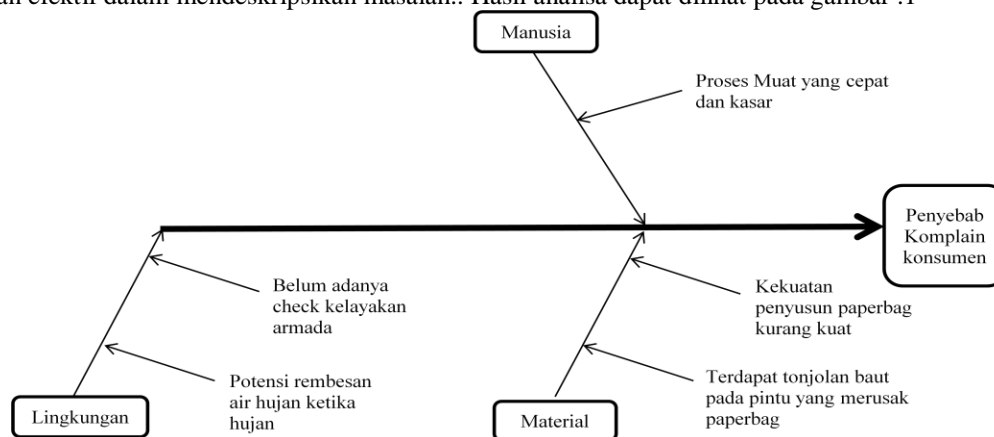 efektif dalam mendeskripsikan masalah.. Hasil analisa dapat dilihat pada gambar .1
Manusia
Proses Muat yang cepat
dan kasar
Penyebab
Komplain
konsumen
Belum adanya
check kelayakan
armada
Kekuatan
penyusun paperbag
kurang kuat
Potensi rembesan
air hujan ketika
hujan
Terdapat tonjolan baut
pada pintu yang merusak
paperbag
Lingkungan
Material